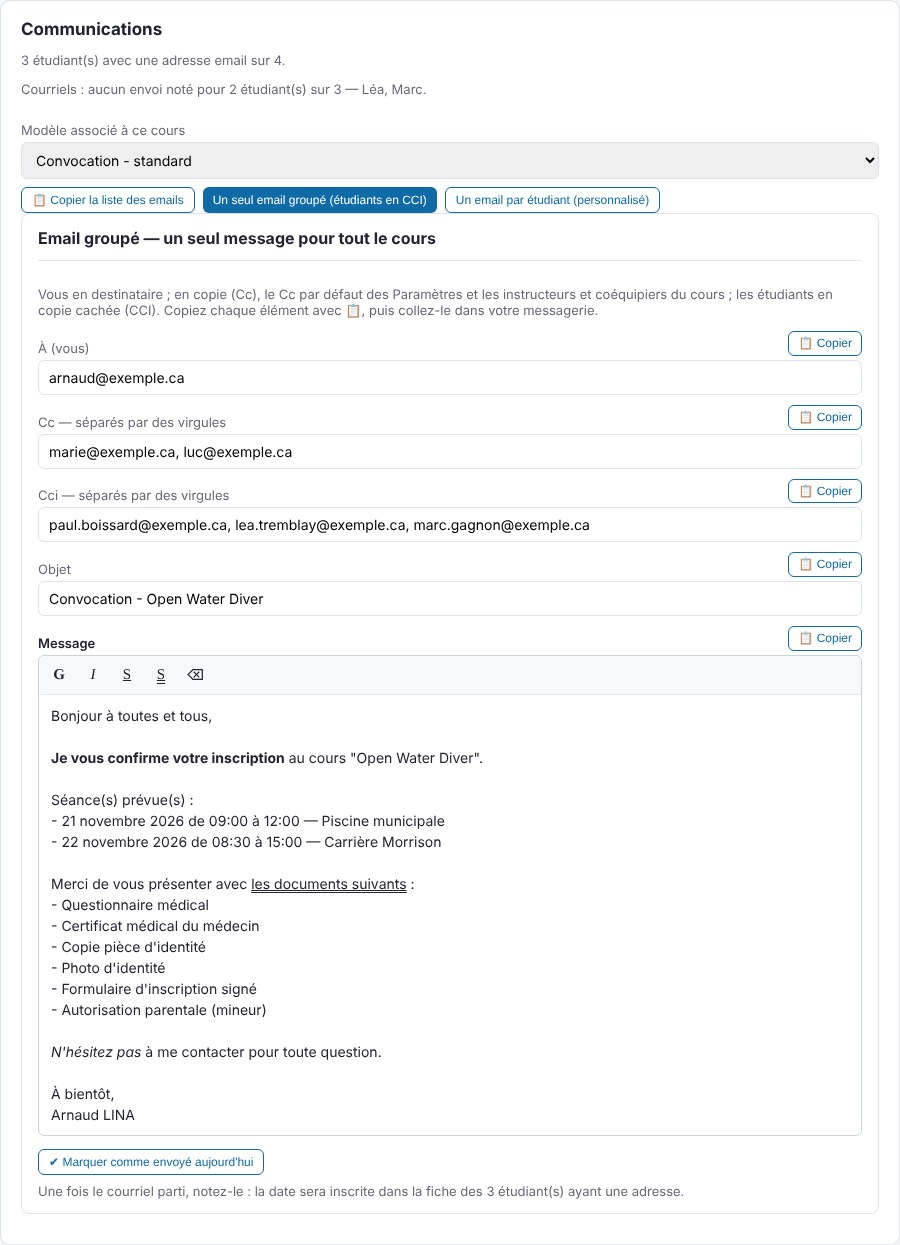 Communications
3 étudiant(s) avec une adresse email sur 4.
Courriels : aucun envoi noté pour 2 étudiant(s) sur 3 — Léa, Marc.
Modèle associé à ce cours
Convocation - standard
📋 Copier la liste des emails
Un seul email groupé (étudiants en CCI)
Un email par étudiant (personnalisé)
Email groupé — un seul message pour tout le cours
Vous en destinataire ; en copie (Cc), le Cc par défaut des Paramètres et les instructeurs et coéquipiers du cours ; les étudiants en
copie cachée (CCI). Copiez chaque élément avec 📋, puis collez-le dans votre messagerie.
À (vous)
📋 Copier
arnaud@exemple.ca
Cc — séparés par des virgules
📋 Copier
marie@exemple.ca, luc@exemple.ca
Cci — séparés par des virgules
📋 Copier
paul.boissard@exemple.ca, lea.tremblay@exemple.ca, marc.gagnon@exemple.ca
Objet
📋 Copier
Convocation - Open Water Diver
Message
📋 Copier
G I S S ⌫
Bonjour à toutes et tous,
Je vous confirme votre inscription au cours "Open Water Diver".
Séance(s) prévue(s) :
- 21 novembre 2026 de 09:00 à 12:00 — Piscine municipale
- 22 novembre 2026 de 08:30 à 15:00 — Carrière Morrison
Merci de vous présenter avec les documents suivants :
- Questionnaire médical
- Certificat médical du médecin
- Copie pièce d'identité
- Photo d'identité
- Formulaire d'inscription signé
- Autorisation parentale (mineur)
N'hésitez pas à me contacter pour toute question.
À bientôt,
Arnaud LINA
✔ Marquer comme envoyé aujourd'hui
Une fois le courriel parti, notez-le : la date sera inscrite dans la fiche des 3 étudiant(s) ayant une adresse.